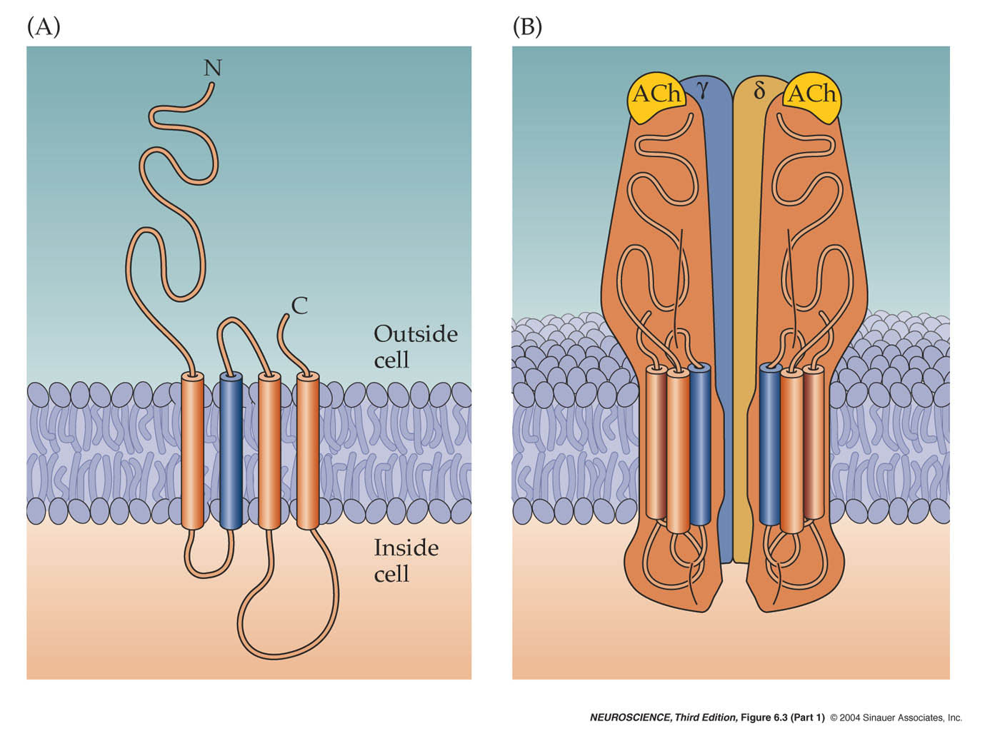 (A)
(B)
N
C
Outside
cell
Inside
cell
ACh
γ
δ
ACh
NEUROSCIENCE, Third Edition, Figure 6.3 (Part 1) © 2004 Sinauer Associates, Inc.